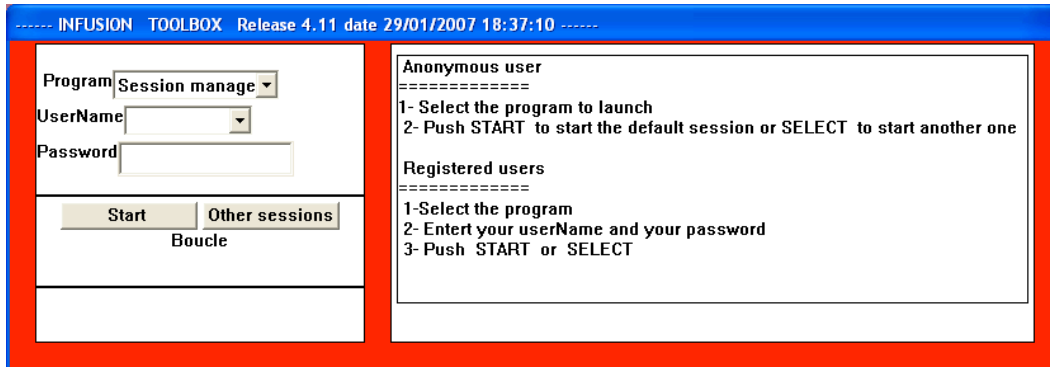 ------ INFUSION TOOLBOX Release 4.11 date 29/01/2007 18:37:10 ------
Program Session manage
UserName
Password
Start Other sessions
Boucle
Anonymous user
=============
1- Select the program to launch
2- Push START to start the default session or SELECT to start another one
Registered users
=============
1-Select the program
2- Entert your userName and your password
3- Push START or SELECT